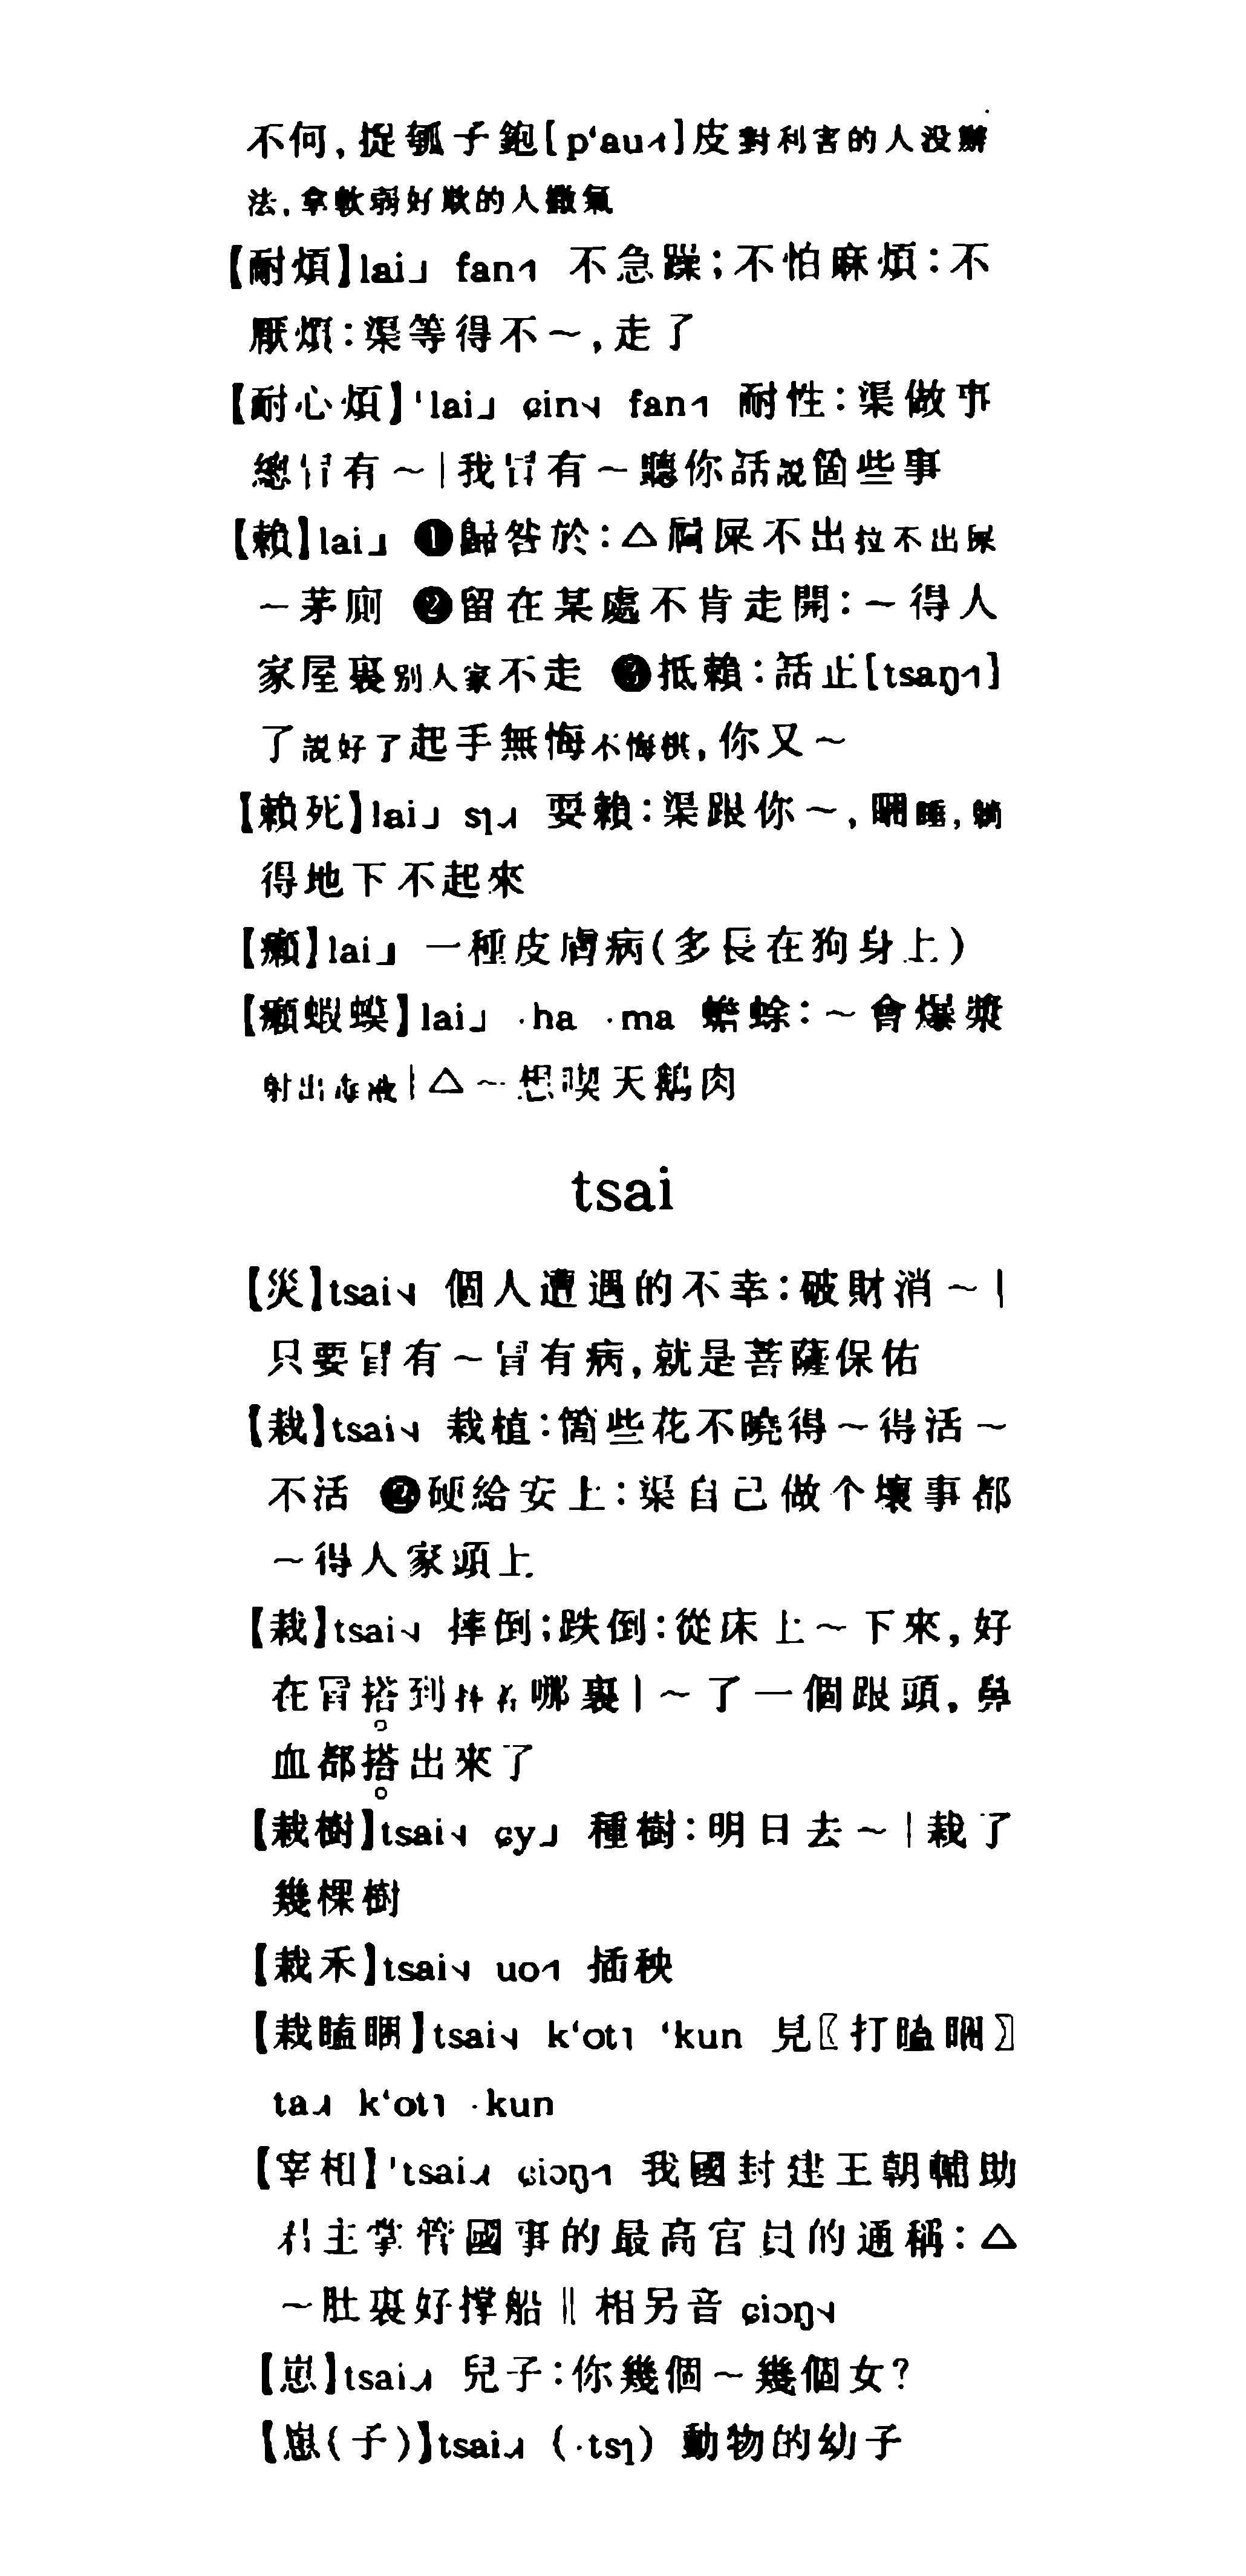 不何,捉瓠子鉋[p‘au˧˥]皮對利害的人没辦
法,拿軟弱好欺的人撒氣
【耐煩】lai˩ fan˧˥ 不急躁;不怕麻煩:不
厭煩:渠等得不～,走了
【耐心煩】'lai˩ ɕin˦˨ fan˧˥ 耐性:渠做事
總冇有～|我冇有～聽你話説箇些事
【賴】lai˩ ❶歸咎於:△屙屎不出拉不出屎
～茅廁 ❷留在某處不肯走開:～得人
家屋裏别人家不走 ❸抵賴:話正[tsaŋ˧˥]
了説好了起手無悔不悔棋,你又～
【賴死】lai˩ sɿ˨˦ 耍賴:渠跟你～,睏睡,躺
得地下不起來
【癩】lai˩ 一種皮膚病(多長在狗身上)
【癩蝦蟆】lai˩ ·ha ·ma 蟾蜍:～會爆漿
射出毒液|△～想喫天鵝肉
tsai
【災】tsai˦˨ 個人遭遇的不幸:破財消～|
只要冒有～冒有病,就是菩薩保佑
【栽】tsai˦˨ 栽植:箇些花不曉得～得活～
不活 ❷硬給安上:渠自己做个壞事都
～得人家頭上
【栽】tsai˦˨ 摔倒;跌倒:從床上～下來,好
在冒搭到摔着哪裏|～了一個跟頭,鼻
血都搭出來了
【栽樹】tsai˦˨ ɕy˩ 種樹:明日去～|栽了
幾棵樹
【栽禾】tsai˦˨ uo˧˥ 插秧
【栽瞌睏】tsai˦˨ k‘ot˥ ‘kun 見〖打瞌睏〗
ta˨˦ k‘ot˥ ·kun
【宰相】'tsai˨˦ ɕiɔŋ˧˥ 我國封建王朝輔助
君主掌管國事的最高官員的通稱:△
～肚裏好撑船‖相另音 ɕiɔŋ˦˨
【崽】tsai˨˦ 兒子:你幾個～幾個女?
【崽(子)】tsai˨˦ (·tsɿ) 動物的幼子